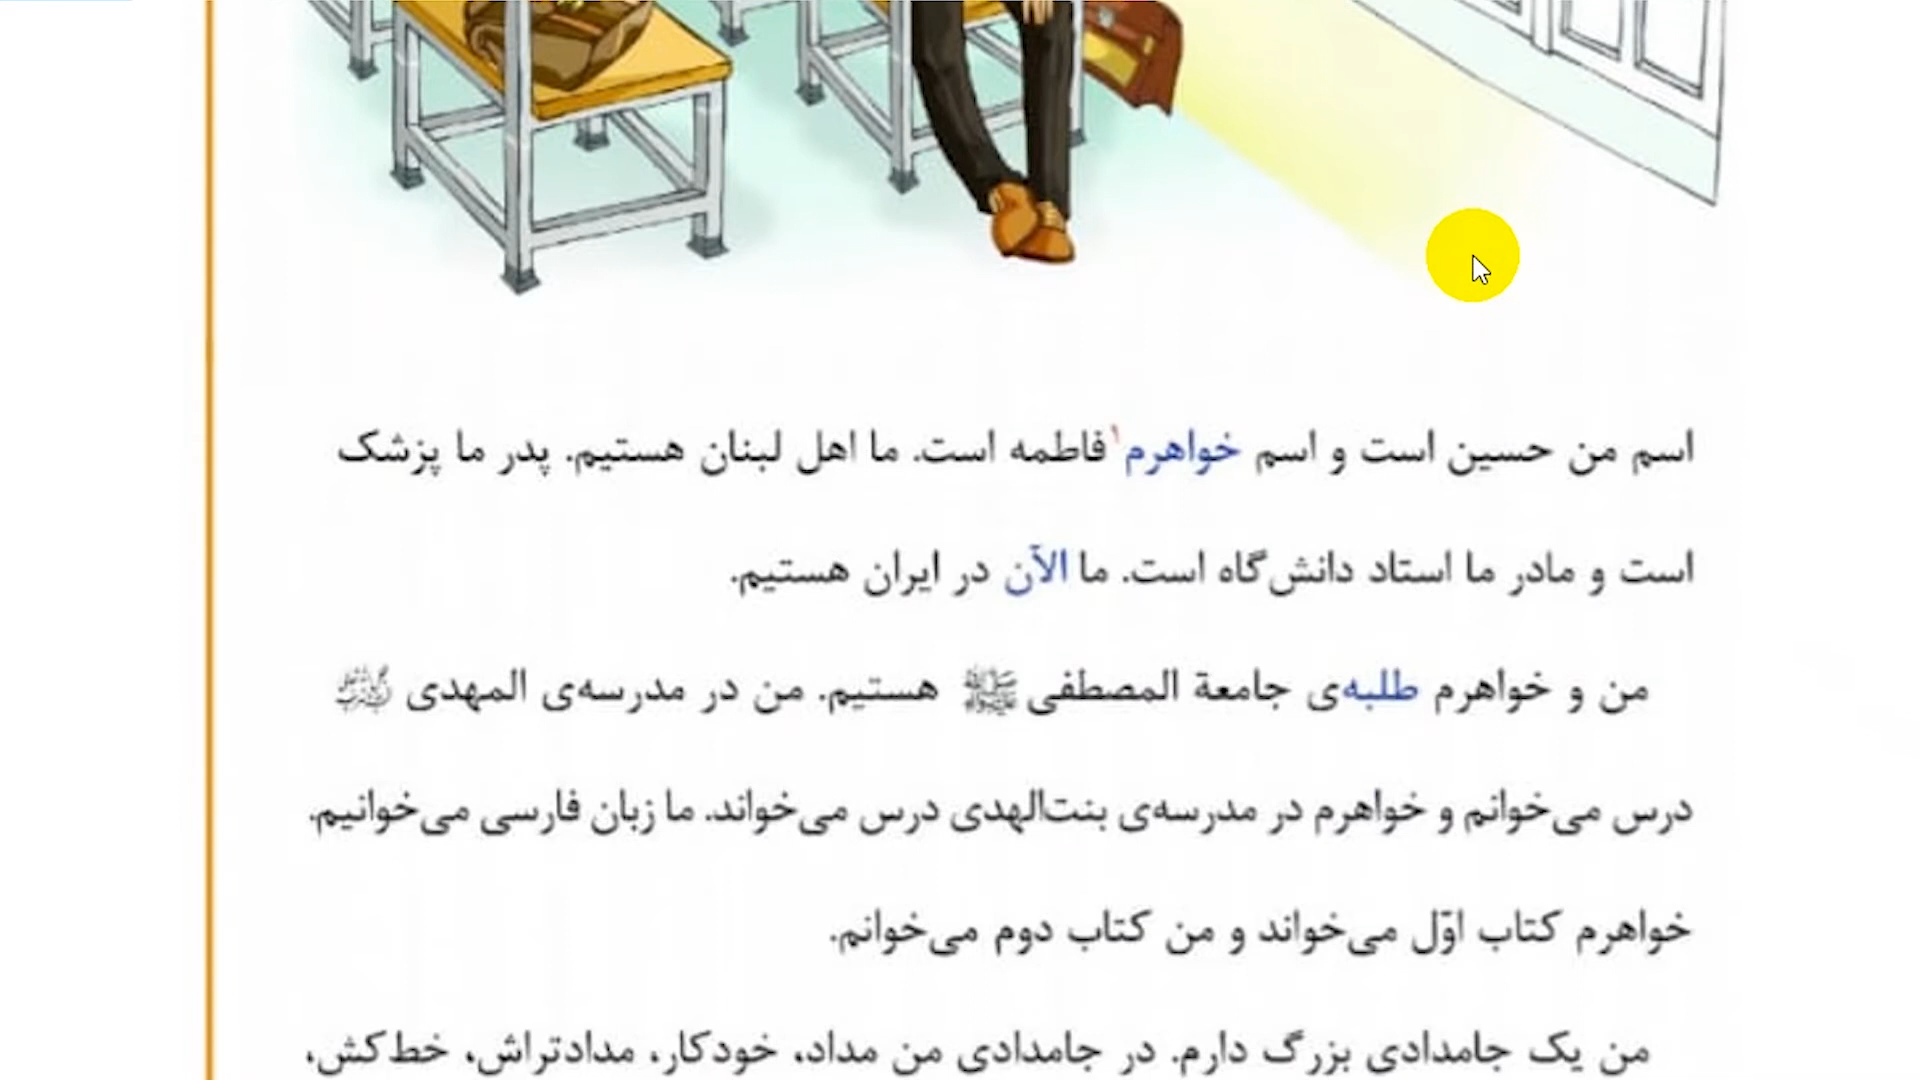 اسم من حسین است و اسم خواهرم۱ فاطمه است. ما اهل لبنان هستیم. پدر ما پزشک
است و مادر ما استاد دانش‌گاه است. ما الآن در ایران هستیم.
من و خواهرم طلبه‌ی جامعة المصطفی ﷺ هستیم. من در مدرسه‌ی المهدی
درس می‌خوانم و خواهرم در مدرسه‌ی بنت‌الهدی درس می‌خواند. ما زبان فارسی می‌خوانیم.
خواهرم کتاب اوّل می‌خواند و من کتاب دوم می‌خوانم.
من یک جامدادی بزرگ دارم. در جامدادی من مداد، خودکار، مدادتراش، خط‌کش،